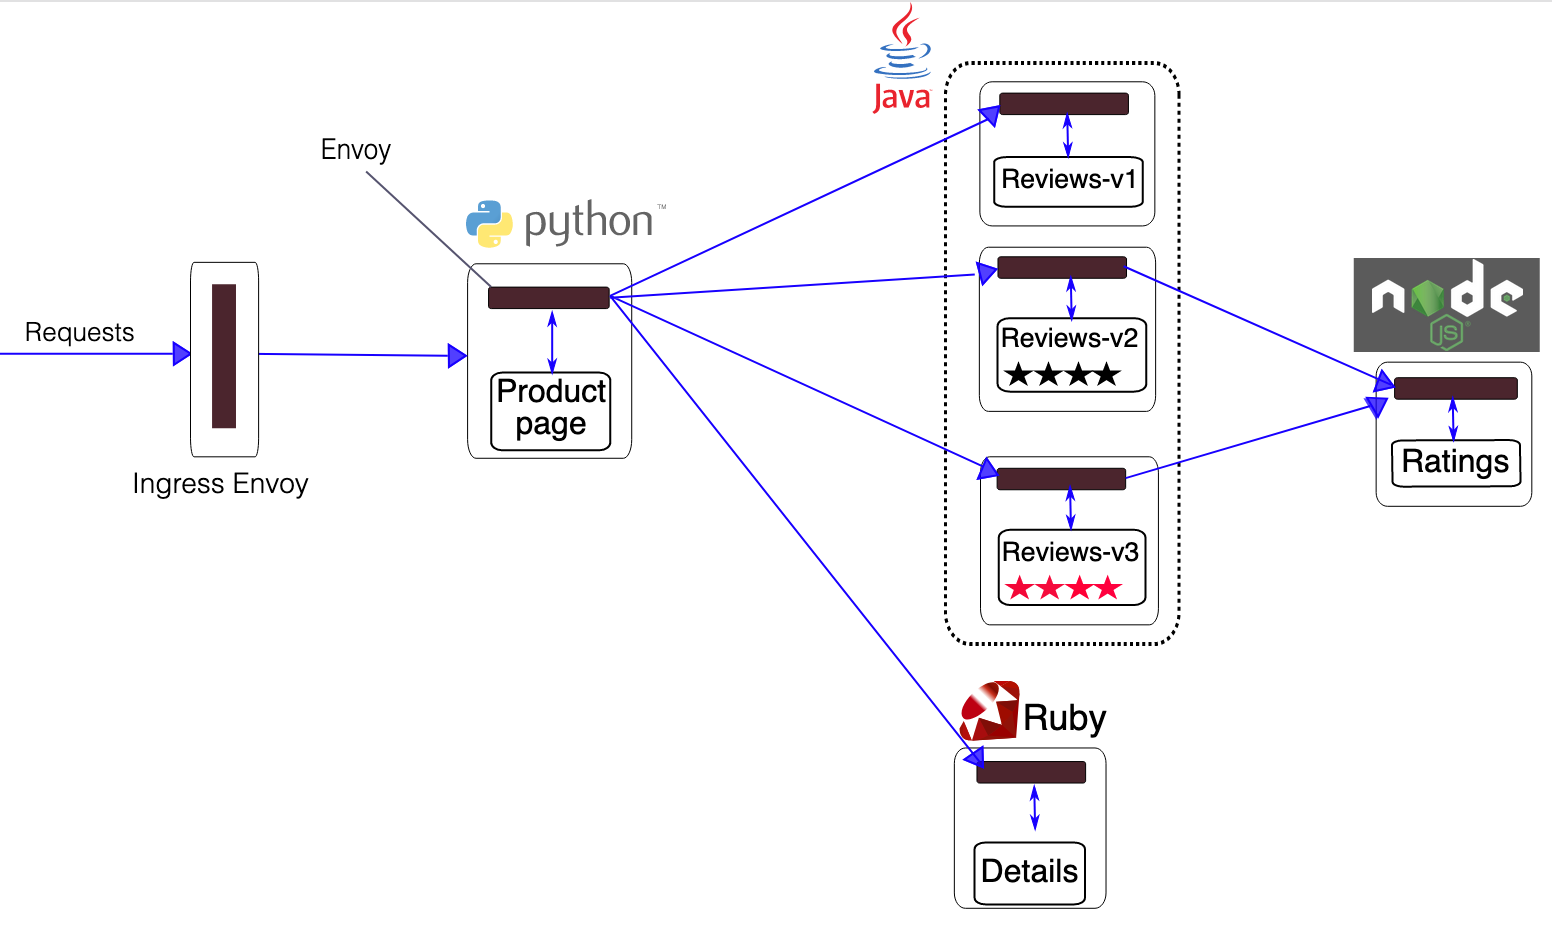 Requests
Ingress Envoy
Envoy
python™
Product
page
Java
Reviews-v1
Reviews-v2
Reviews-v3
Ruby
Details
node
JS
Ratings